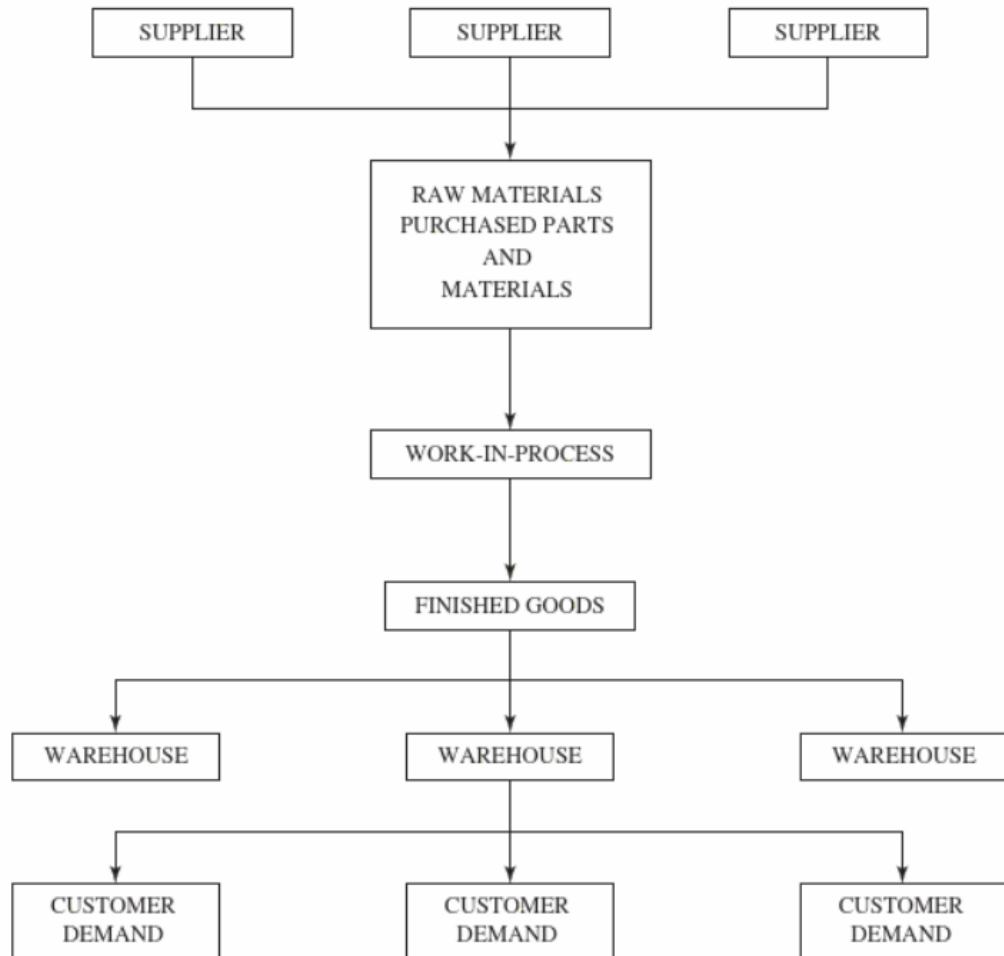 SUPPLIER
SUPPLIER
SUPPLIER
RAW MATERIALS
PURCHASED PARTS
AND
MATERIALS
WORK-IN-PROCESS
FINISHED GOODS
WAREHOUSE
WAREHOUSE
WAREHOUSE
CUSTOMER
DEMAND
CUSTOMER
DEMAND
CUSTOMER
DEMAND